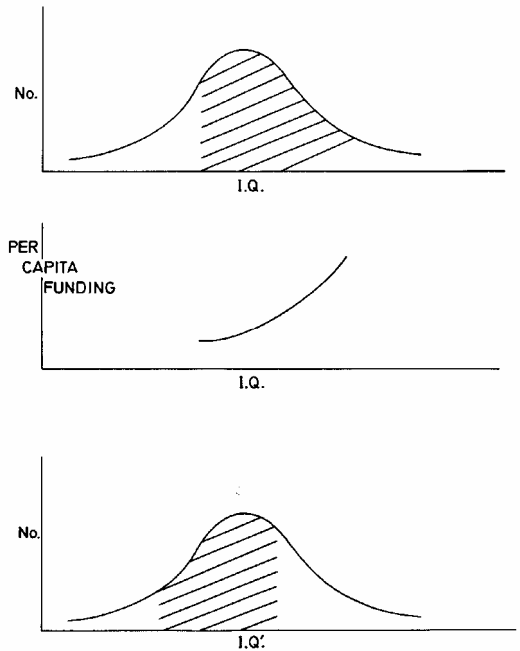 No.
I.Q.
PER
CAPITA
FUNDING
I.Q.
No.
I.Q.'